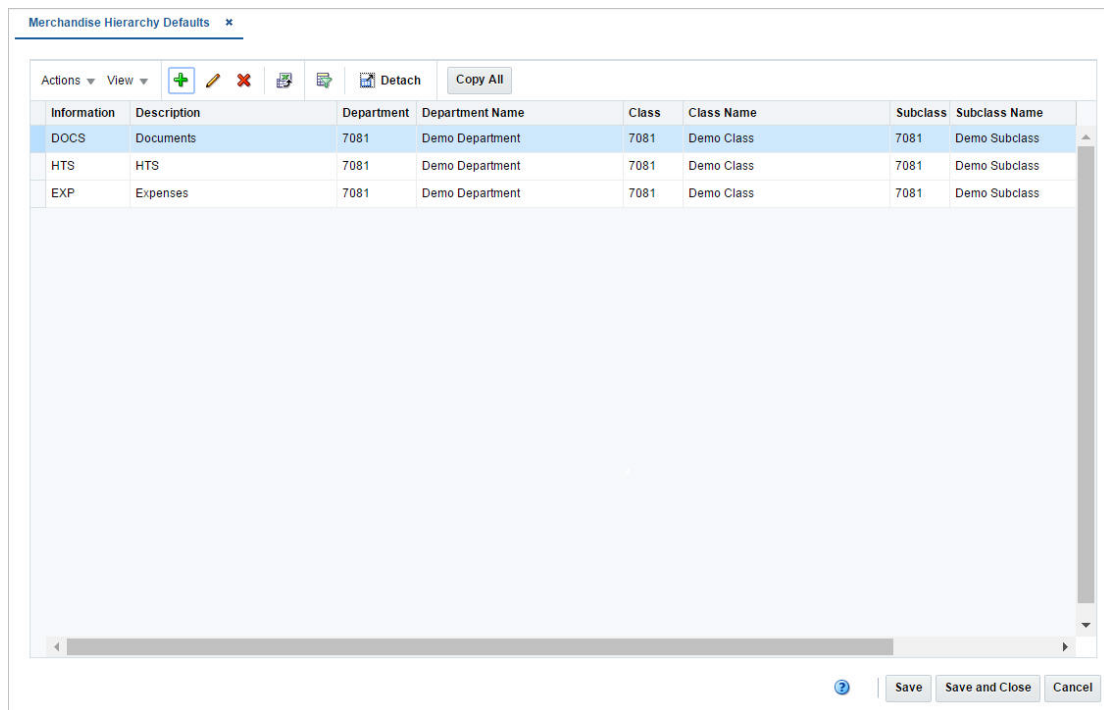 Merchandise Hierarchy Defaults
Actions View Detach Copy All
Information Description Department Department Name Class Class Name Subclass Subclass Name
DOCS Documents 7081 Demo Department 7081 Demo Class 7081 Demo Subclass
HTS HTS 7081 Demo Department 7081 Demo Class 7081 Demo Subclass
EXP Expenses 7081 Demo Department 7081 Demo Class 7081 Demo Subclass
? Save Save and Close Cancel